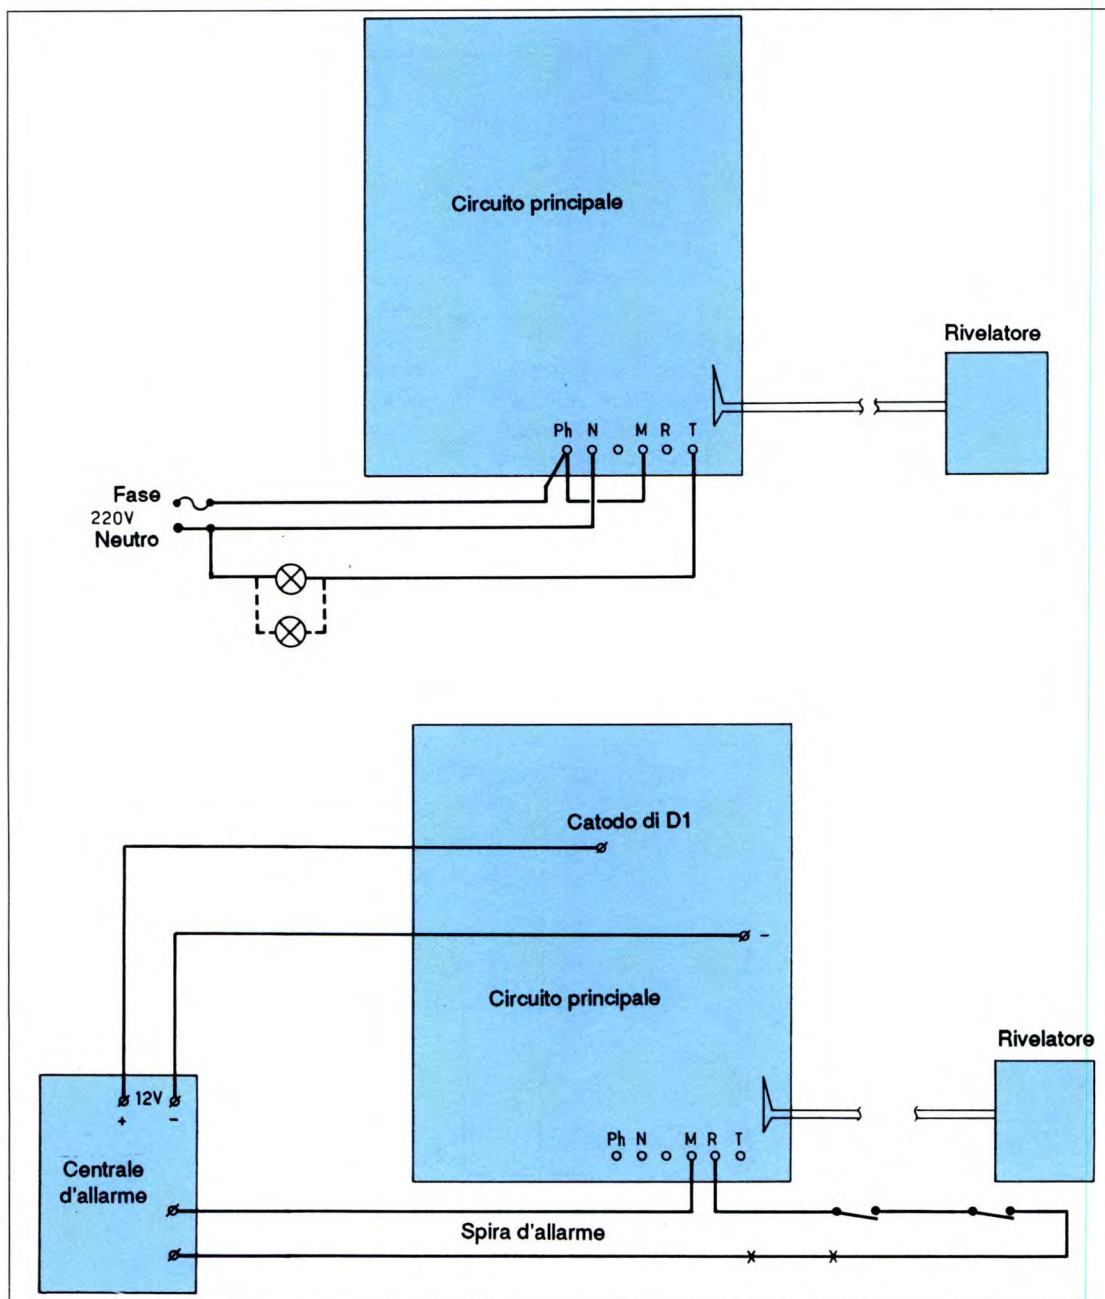 Circuito principale
Rivelatore
Ph N M R T
Fase
220V
Neutro
Catodo di D1
-
Circuito principale
Rivelatore
12V
+ -
Ph N M R T
Centrale
d'allarme
Spira d'allarme